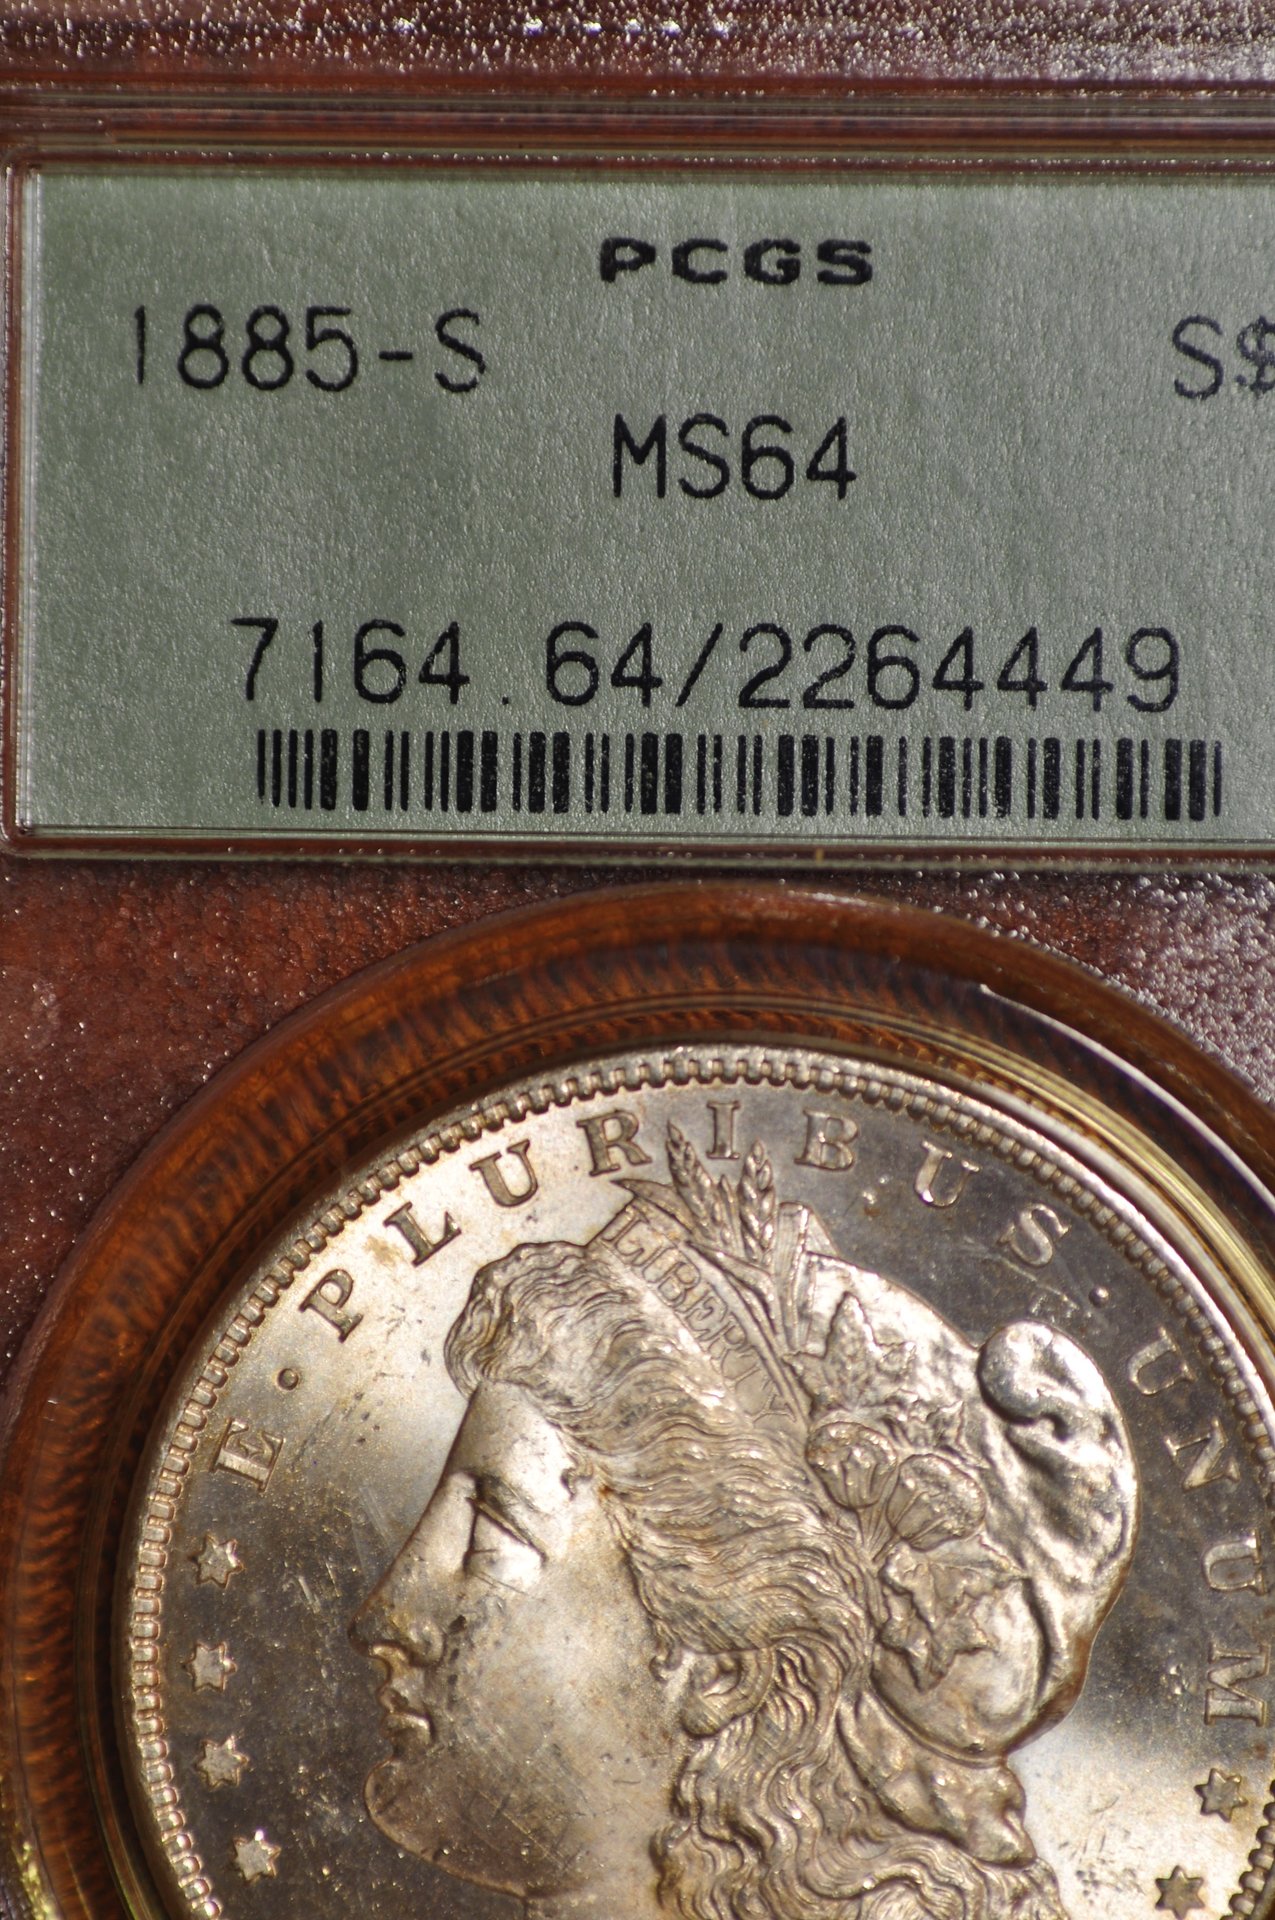 PCGS
1885-S S$
MS64
7164.64/2264449
E · PLURIBUS · UNUM
LIBERTY